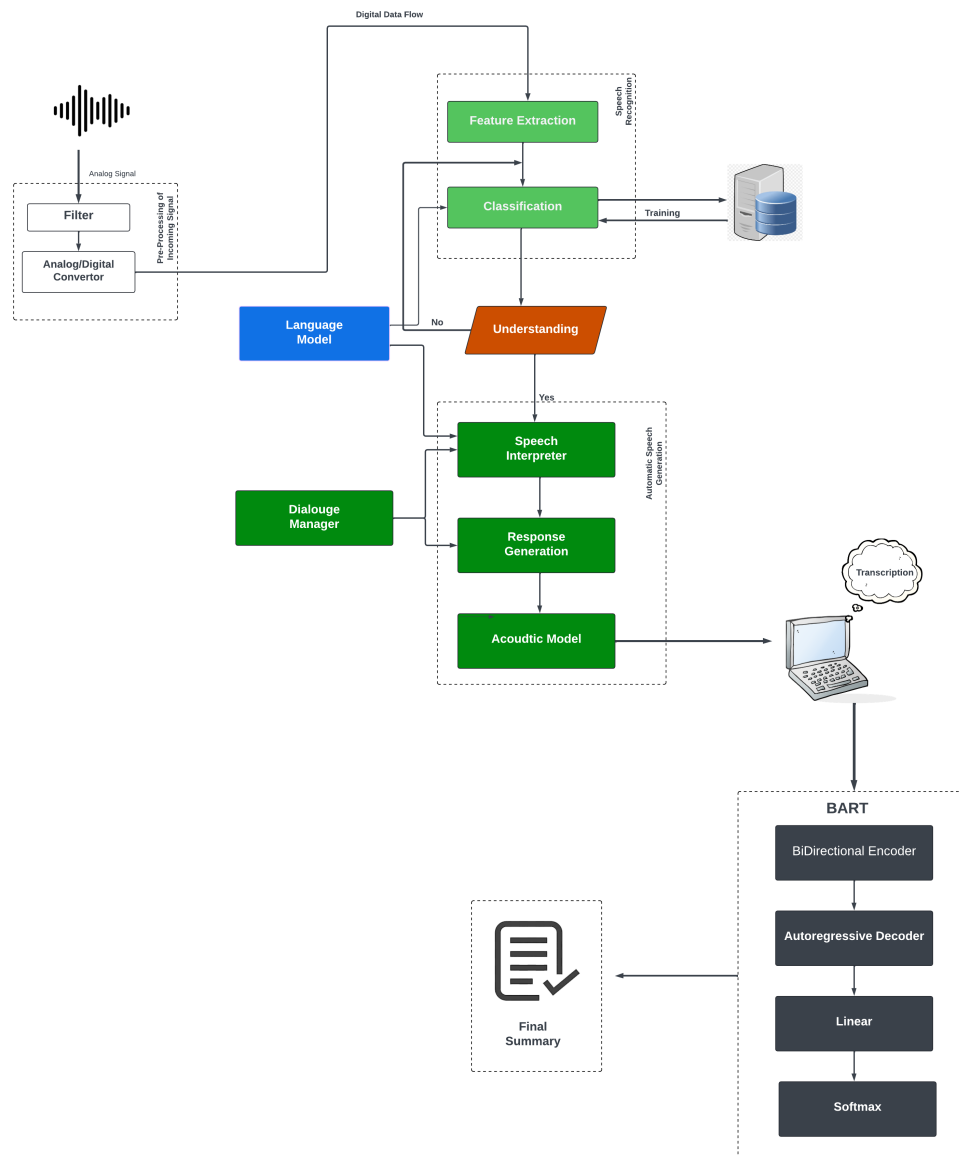 Digital Data Flow
Analog Signal
Filter
Analog/Digital
Convertor
Pre-Processing of
Incoming Signal
Speech
Recognition
Feature Extraction
Classification
Training
Language
Model
No
Understanding
Yes
Automatic Speech
Generation
Speech
Interpreter
Dialouge
Manager
Response
Generation
Acoudtic Model
Transcription
BART
BiDirectional Encoder
Autoregressive Decoder
Linear
Softmax
Final
Summary